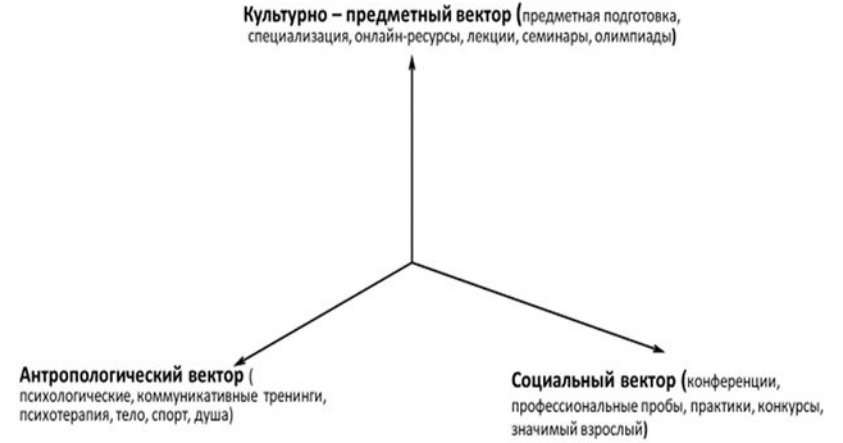 Культурно – предметный вектор (предметная подготовка,
специализация, онлайн-ресурсы, лекции, семинары, олимпиады)
Антропологический вектор (
психологические, коммуникативные тренинги,
психотерапия, тело, спорт, душа)
Социальный вектор (конференции,
профессиональные пробы, практики, конкурсы,
значимый взрослый)